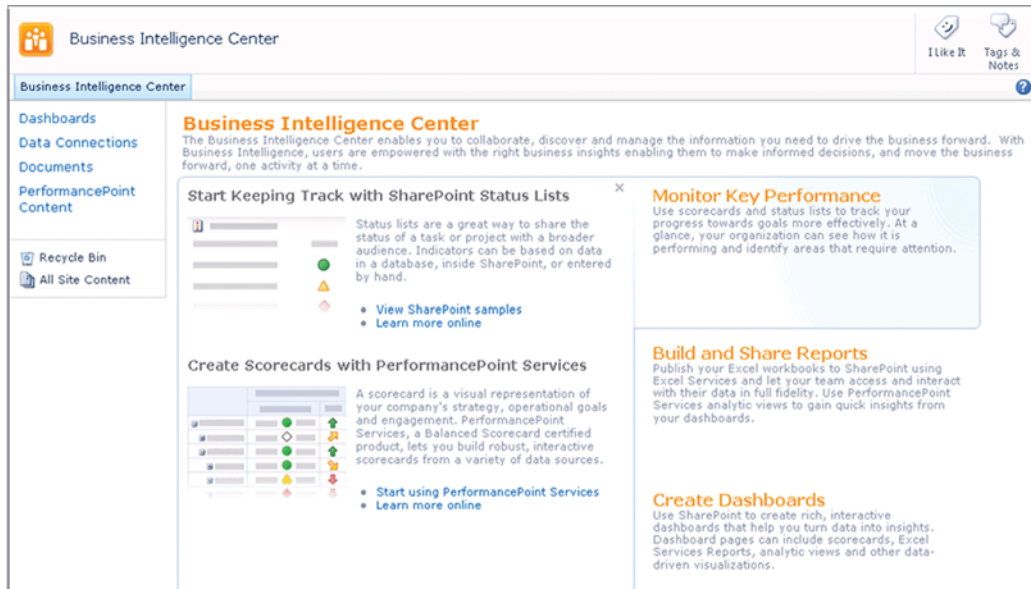 Business Intelligence Center
I Like It
Tags &
Notes
Business Intelligence Center
Dashboards
Data Connections
Documents
PerformancePoint
Content
Recycle Bin
All Site Content
Business Intelligence Center
The Business Intelligence Center enables you to collaborate, discover and manage the information you need to drive the business forward. With
Business Intelligence, users are empowered with the right business insights enabling them to make informed decisions, and move the business
forward, one activity at a time.
Start Keeping Track with SharePoint Status Lists
Status lists are a great way to share the
status of a task or project with a broader
audience. Indicators can be based on data
in a database, inside SharePoint, or entered
by hand.
View SharePoint samples
Learn more online
Create Scorecards with PerformancePoint Services
A scorecard is a visual representation of
your company's strategy, operational goals
and engagement. PerformancePoint
Services, a Balanced Scorecard certified
product, lets you build robust, interactive
scorecards from a variety of data sources.
Start using PerformancePoint Services
Learn more online
Monitor Key Performance
Use scorecards and status lists to track your
progress towards goals more effectively. At a
glance, your organization can see how it is
performing and identify areas that require attention.
Build and Share Reports
Publish your Excel workbooks to SharePoint using
Excel Services and let your team access and interact
with their data in full fidelity. Use PerformancePoint
Services analytic views to gain quick insights from
your dashboards.
Create Dashboards
Use SharePoint to create rich, interactive
dashboards that help you turn data into insights.
Dashboard pages can include scorecards, Excel
Services Reports, analytic views and other data-
driven visualizations.